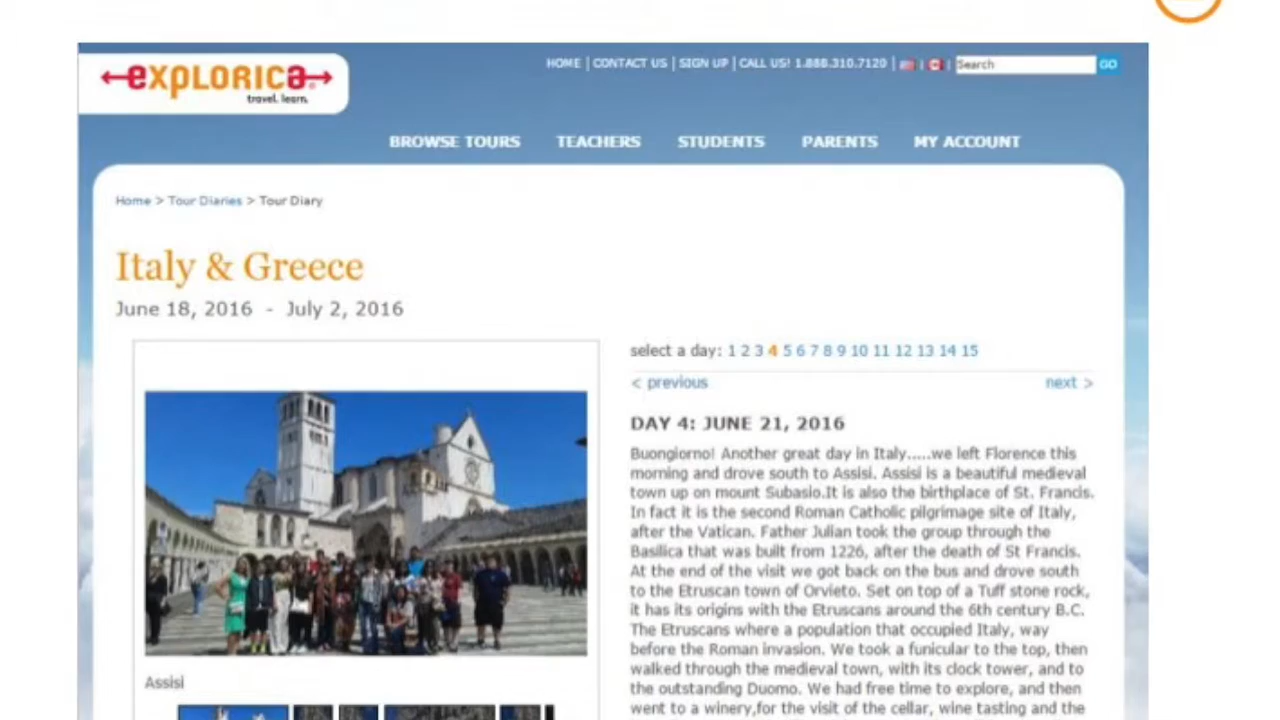 explorica
travel. learn.
HOME | CONTACT US | SIGN UP | CALL US! 1.888.310.7120 | | | Search GO
BROWSE TOURS TEACHERS STUDENTS PARENTS MY ACCOUNT
Home > Tour Diaries > Tour Diary
Italy & Greece
June 18, 2016 - July 2, 2016
select a day: 1 2 3 4 5 6 7 8 9 10 11 12 13 14 15
< previous next >
DAY 4: JUNE 21, 2016
Buongiorno! Another great day in Italy.....we left Florence this
morning and drove south to Assisi. Assisi is a beautiful medieval
town up on mount Subasio.It is also the birthplace of St. Francis.
In fact it is the second Roman Catholic pilgrimage site of Italy,
after the Vatican. Father Julian took the group through the
Basilica that was built from 1226, after the death of St Francis.
At the end of the visit we got back on the bus and drove south
to the Etruscan town of Orvieto. Set on top of a Tuff stone rock,
it has its origins with the Etruscans around the 6th century B.C.
The Etruscans where a population that occupied Italy, way
before the Roman invasion. We took a funicular to the top, then
walked through the medieval town, with its clock tower, and to
the outstanding Duomo. We had free time to explore, and then
went to a winery,for the visit of the cellar, wine tasting and the
Assisi